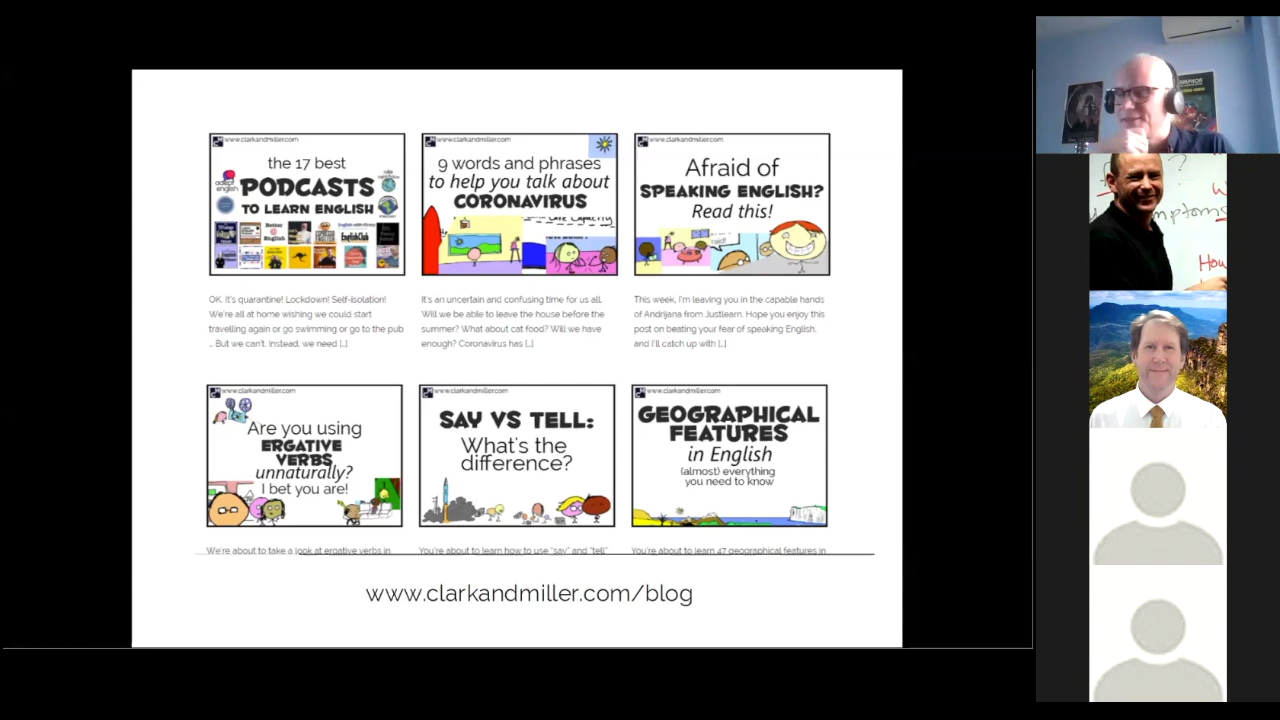 www.clarkandmiller.com
the 17 best
PODCASTS
TO LEARN ENGLISH
www.clarkandmiller.com
9 words and phrases
to help you talk about
CORONAVIRUS
www.clarkandmiller.com
Afraid of
SPEAKING ENGLISH?
Read this!
OK. It's quarantine! Lockdown! Self-isolation!
We're all at home wishing we could start
travelling again or go swimming or go to the pub
… But we can't. Instead, we need [...]
It's an uncertain and confusing time for us all.
Will we be able to leave the house before the
summer? What about cat food? Will we have
enough? Coronavirus has [...]
This week, I'm leaving you in the capable hands
of Andrijana from Justlearn. Hope you enjoy this
post on beating your fear of speaking English,
and I'll catch up with [...]
www.clarkandmiller.com
Are you using
ERGATIVE
VERBS
unnaturally?
I bet you are!
www.clarkandmiller.com
SAY VS TELL:
What's the
difference?
www.clarkandmiller.com
GEOGRAPHICAL
FEATURES
in English
(almost) everything
you need to know
We're about to take a look at ergative verbs in
You're about to learn how to use "say" and "tell"
You're about to learn 47 geographical features in
www.clarkandmiller.com/blog